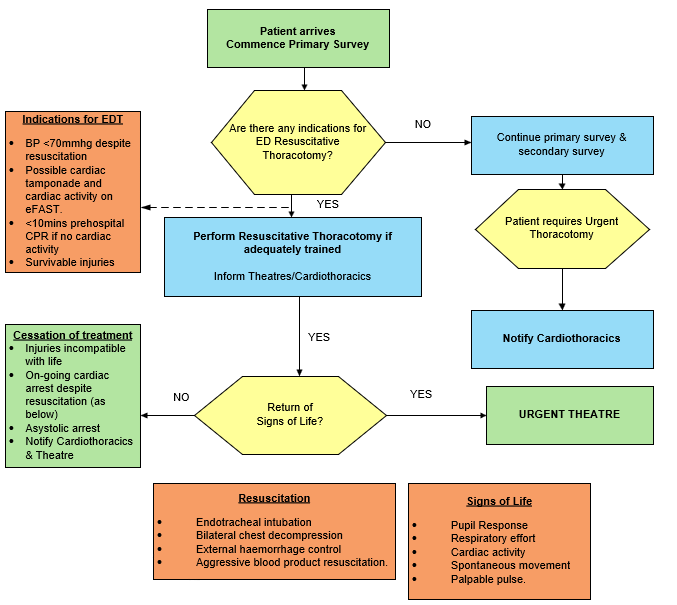 Patient arrives
Commence Primary Survey
Are there any indications for
ED Resuscitative
Thoracotomy?
NO
Continue primary survey &
secondary survey
Indications for EDT
• BP <70mmhg despite
resuscitation
• Possible cardiac
tamponade and
cardiac activity on
eFAST.
• <10mins prehospital
CPR if no cardiac
activity
• Survivable injuries
YES
Patient requires Urgent
Thoracotomy
Perform Resuscitative Thoracotomy if
adequately trained
Inform Theatres/Cardiothoracics
Notify Cardiothoracics
YES
Cessation of treatment
• Injuries incompatible
with life
• On-going cardiac
arrest despite
resuscitation (as
below)
• Asystolic arrest
• Notify Cardiothoracics
& Theatre
NO
Return of
Signs of Life?
YES
URGENT THEATRE
Resuscitation
• Endotracheal intubation
• Bilateral chest decompression
• External haemorrhage control
• Aggressive blood product resuscitation.
Signs of Life
• Pupil Response
• Respiratory effort
• Cardiac activity
• Spontaneous movement
• Palpable pulse.